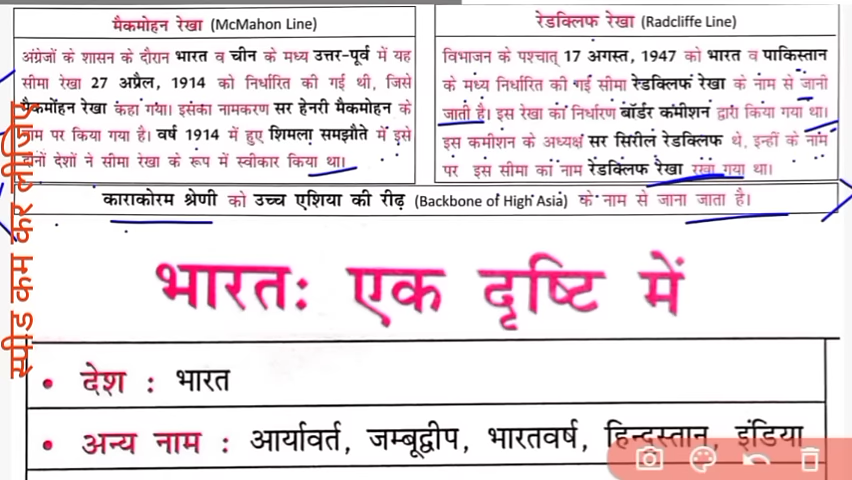 मैकमोहन रेखा (McMahon Line)
अंग्रेजों के शासन के दौरान भारत व चीन के मध्य उत्तर-पूर्व में यह
सीमा रेखा 27 अप्रैल, 1914 को निर्धारित की गई थी, जिसे
मैकमोहन रेखा कहा गया। इसका नामकरण सर हेनरी मैकमोहन के
नाम पर किया गया है। वर्ष 1914 में हुए शिमला समझौते में इसे
दोनों देशों ने सीमा रेखा के रूप में स्वीकार किया था।
रेडक्लिफ रेखा (Radcliffe Line)
विभाजन के पश्चात् 17 अगस्त, 1947 को भारत व पाकिस्तान
के मध्य निर्धारित की गई सीमा रेडक्लिफ रेखा के नाम से जानी
जाती है। इस रेखा का निर्धारण बॉर्डर कमीशन द्वारा किया गया था।
इस कमीशन के अध्यक्ष सर सिरील रेडक्लिफ थे, इन्हीं के नाम
पर इस सीमा का नाम रेडक्लिफ रेखा रखा गया था।
काराकोरम श्रेणी को उच्च एशिया की रीढ़ (Backbone of High Asia) के नाम से जाना जाता है।
स्पीड कम कर लीजिए
भारतः एक दृष्टि में
• देश : भारत
• अन्य नाम : आर्यावर्त, जम्बूद्वीप, भारतवर्ष, हिन्दुस्तान, इंडिया